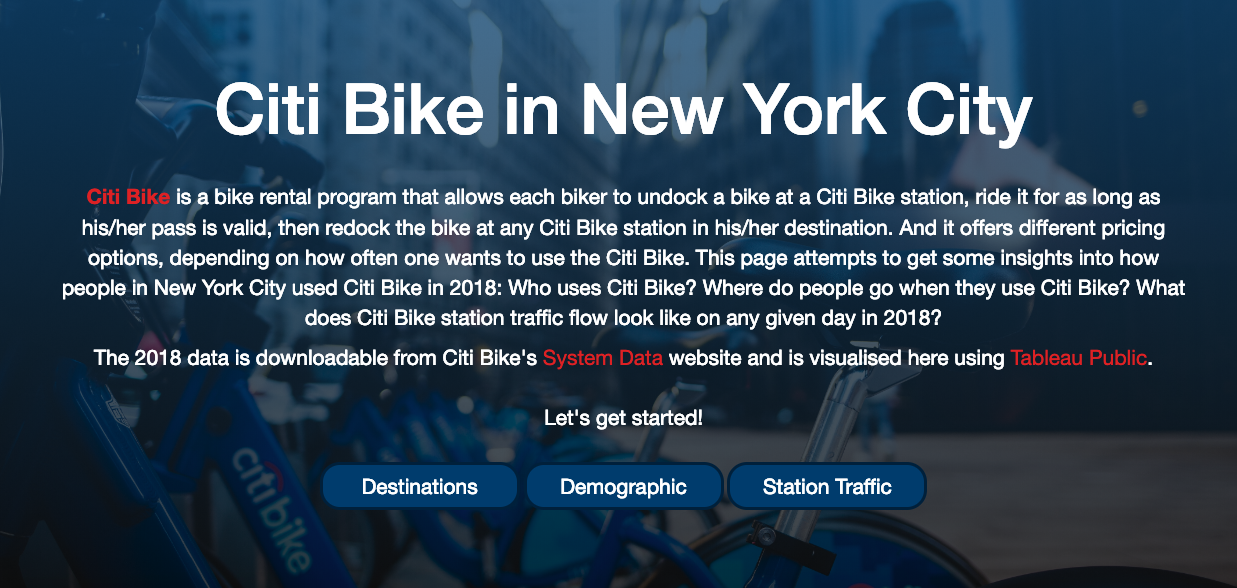 Citi Bike in New York City
Citi Bike is a bike rental program that allows each biker to undock a bike at a Citi Bike station, ride it for as long as
his/her pass is valid, then redock the bike at any Citi Bike station in his/her destination. And it offers different pricing
options, depending on how often one wants to use the Citi Bike. This page attempts to get some insights into how
people in New York City used Citi Bike in 2018: Who uses Citi Bike? Where do people go when they use Citi Bike? What
does Citi Bike station traffic flow look like on any given day in 2018?
The 2018 data is downloadable from Citi Bike's System Data website and is visualised here using Tableau Public.
Let's get started!
Destinations Demographic Station Traffic
citi bike